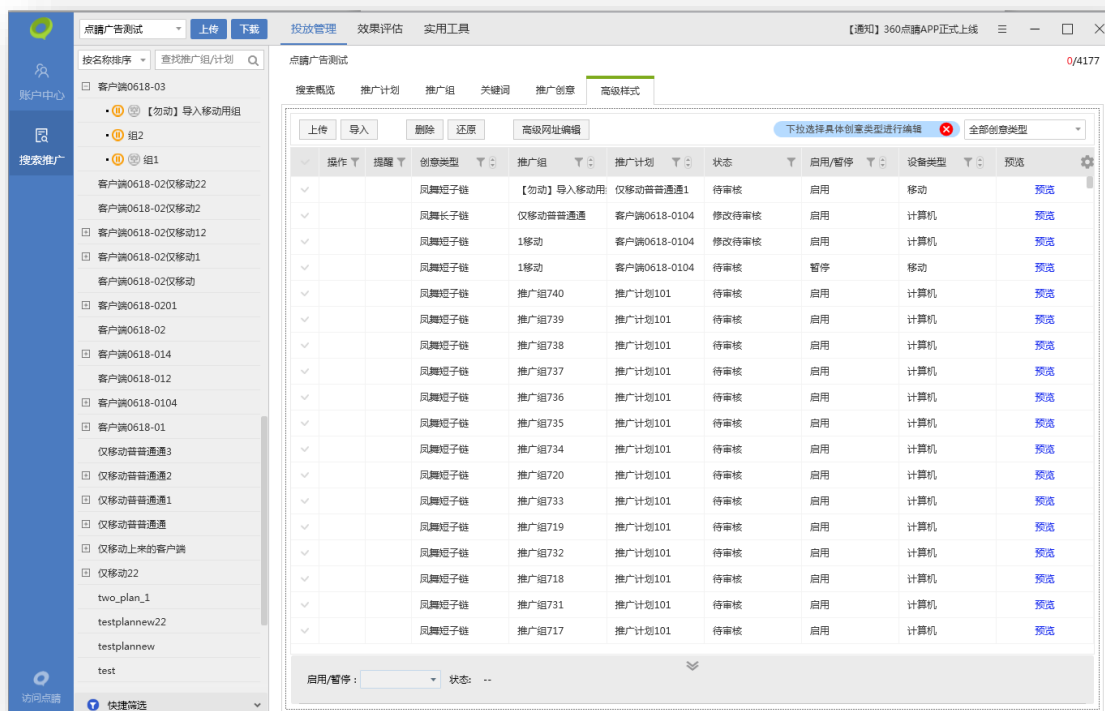 点睛广告测试 上传 下载 投放管理 效果评估 实用工具 【通知】360点睛APP正式上线
账户中心
搜索推广
访问点睛
按名称排序 查找推广组/计划
客户端0618-03
【勿动】导入移动用组
组2
组1
客户端0618-02仅移动22
客户端0618-02仅移动2
客户端0618-02仅移动12
客户端0618-02仅移动1
客户端0618-02仅移动
客户端0618-0201
客户端0618-02
客户端0618-014
客户端0618-012
客户端0618-0104
客户端0618-01
仅移动普普通通3
仅移动普普通通2
仅移动普普通通1
仅移动普普通通
仅移动上来的客户端
仅移动22
two_plan_1
testplannew22
testplannew
test
快捷筛选
点睛广告测试 0/4177
搜索概览 推广计划 推广组 关键词 推广创意 高级样式
上传 导入 删除 还原 高级网址编辑 下拉选择具体创意类型进行编辑 全部创意类型
操作 提醒 创意类型 推广组 推广计划 状态 启用/暂停 设备类型 预览
凤舞短子链 【勿动】导入移动用 仅移动普普通通1 待审核 启用 移动 预览
凤舞长子链 仅移动普普通通 客户端0618-0104 修改待审核 启用 计算机 预览
凤舞短子链 1移动 客户端0618-0104 修改待审核 启用 计算机 预览
凤舞短子链 1移动 客户端0618-0104 待审核 暂停 移动 预览
凤舞短子链 推广组740 推广计划101 待审核 启用 计算机 预览
凤舞短子链 推广组739 推广计划101 待审核 启用 计算机 预览
凤舞短子链 推广组738 推广计划101 待审核 启用 计算机 预览
凤舞短子链 推广组737 推广计划101 待审核 启用 计算机 预览
凤舞短子链 推广组736 推广计划101 待审核 启用 计算机 预览
凤舞短子链 推广组735 推广计划101 待审核 启用 计算机 预览
凤舞短子链 推广组734 推广计划101 待审核 启用 计算机 预览
凤舞短子链 推广组720 推广计划101 待审核 启用 计算机 预览
凤舞短子链 推广组733 推广计划101 待审核 启用 计算机 预览
凤舞短子链 推广组719 推广计划101 待审核 启用 计算机 预览
凤舞短子链 推广组732 推广计划101 待审核 启用 计算机 预览
凤舞短子链 推广组718 推广计划101 待审核 启用 计算机 预览
凤舞短子链 推广组731 推广计划101 待审核 启用 计算机 预览
凤舞短子链 推广组717 推广计划101 待审核 启用 计算机 预览
启用/暂停： 状态: --